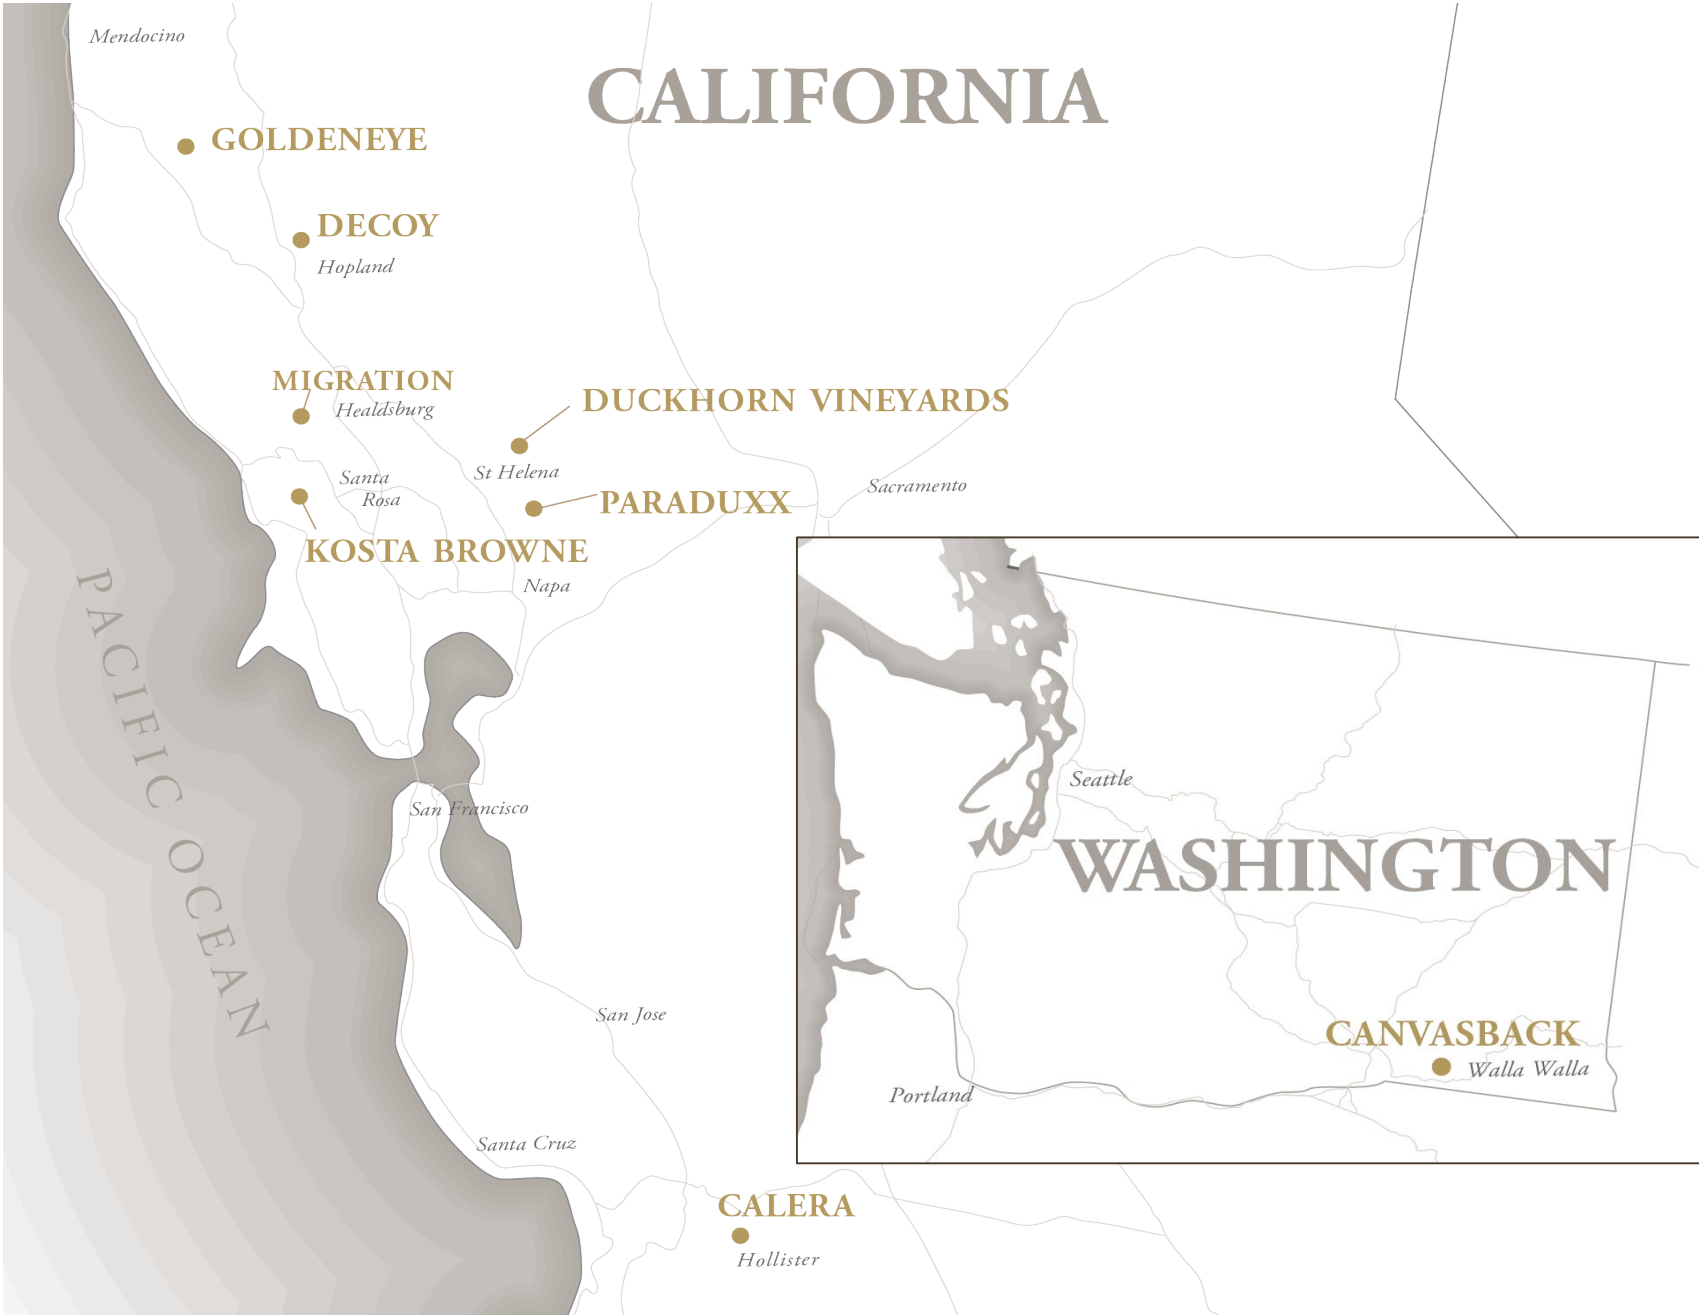 Mendocino
CALIFORNIA
GOLDENEYE
DECOY
Hopland
MIGRATION
Healdsburg
DUCKHORN VINEYARDS
St Helena
Santa
Rosa
Sacramento
PARADUXX
KOSTA BROWNE
Napa
PACIFIC OCEAN
San Francisco
San Jose
Santa Cruz
CALERA
Hollister
Seattle
WASHINGTON
CANVASBACK
Walla Walla
Portland